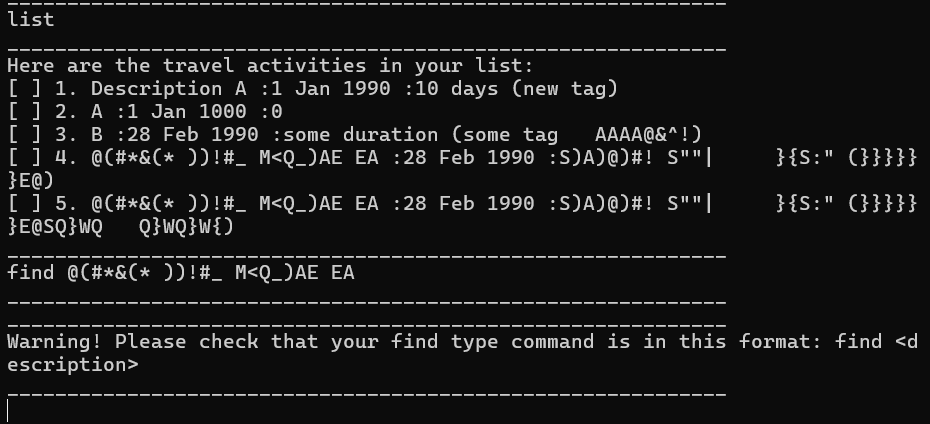 ____________________________________________________________
list
____________________________________________________________
Here are the travel activities in your list:
[ ] 1. Description A :1 Jan 1990 :10 days (new tag)
[ ] 2. A :1 Jan 1000 :0
[ ] 3. B :28 Feb 1990 :some duration (some tag   AAAA@&^!)
[ ] 4. @(#*&(* ))!#_ M<Q_)AE EA :28 Feb 1990 :S)A)@)#! S""|     }{S:" (}}}}}
}E@)
[ ] 5. @(#*&(* ))!#_ M<Q_)AE EA :28 Feb 1990 :S)A)@)#! S""|     }{S:" (}}}}}
}E@SQ}WQ   Q}WQ}W{)
____________________________________________________________
find @(#*&(* ))!#_ M<Q_)AE EA
____________________________________________________________
____________________________________________________________
Warning! Please check that your find type command is in this format: find <d
escription>
____________________________________________________________